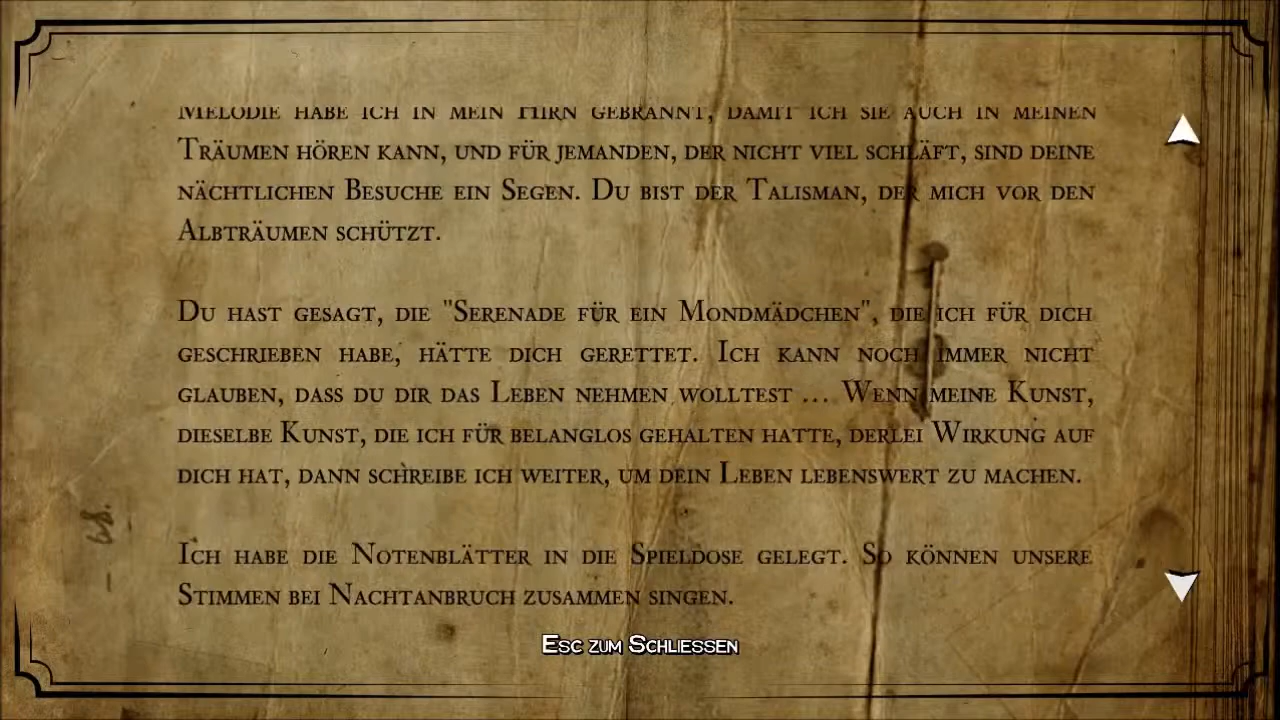 Melodie habe ich in mein Hirn gebrannt, damit ich sie auch in meinen
Träumen hören kann, und für jemanden, der nicht viel schläft, sind deine
nächtlichen Besuche ein Segen. Du bist der Talisman, der mich vor den
Albträumen schützt.
Du hast gesagt, die "Serenade für ein Mondmädchen", die ich für dich
geschrieben habe, hätte dich gerettet. Ich kann noch immer nicht
glauben, dass du dir das Leben nehmen wolltest ... Wenn meine Kunst,
dieselbe Kunst, die ich für belanglos gehalten hatte, derlei Wirkung auf
dich hat, dann schreibe ich weiter, um dein Leben lebenswert zu machen.
Ich habe die Notenblätter in die Spieldose gelegt. So können unsere
Stimmen bei Nachtanbruch zusammen singen.
Esc zum Schliessen